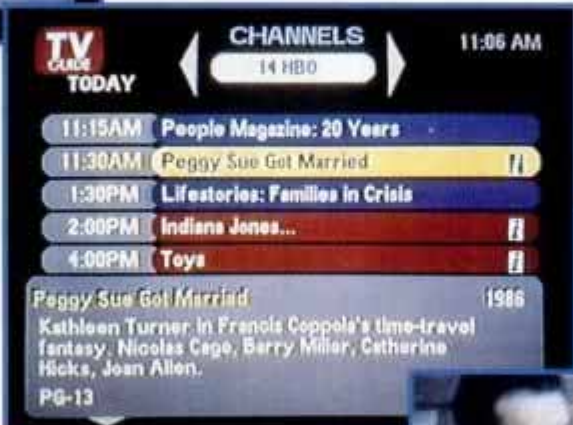 TV
GUIDE
TODAY
CHANNELS
14 HBO
11:06 AM
11:15AM People Magazine: 20 Years
11:30AM Peggy Sue Got Married i
1:30PM Lifestories: Families in Crisis
2:00PM Indiana Jones... i
4:00PM Toys i
Peggy Sue Got Married 1986
Kathleen Turner in Francis Coppola's time-travel
fantasy. Nicolas Cage, Barry Miller, Catherine
Hicks, Joan Allen.
PG-13